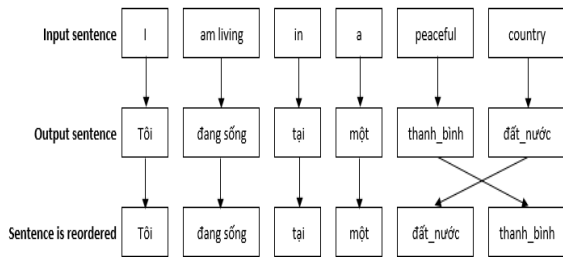 Input sentence I am living in a peaceful country
Output sentence Tôi đang sống tại một thanh_bình đất_nước
Sentence is reordered Tôi đang sống tại một đất_nước thanh_bình